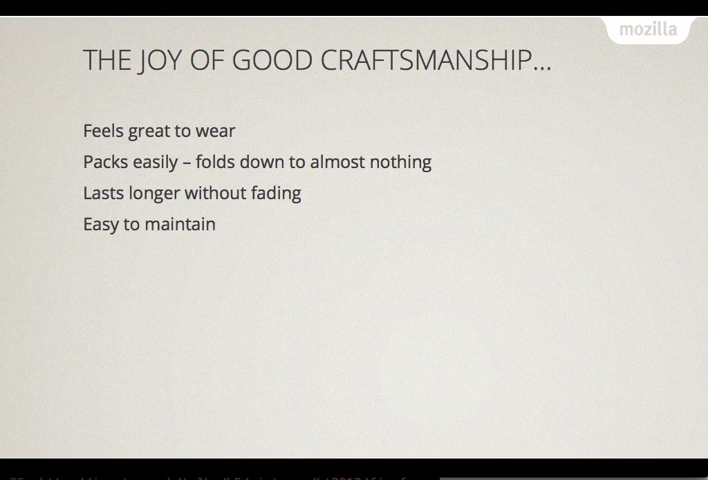 mozilla
THE JOY OF GOOD CRAFTSMANSHIP...
Feels great to wear
Packs easily – folds down to almost nothing
Lasts longer without fading
Easy to maintain